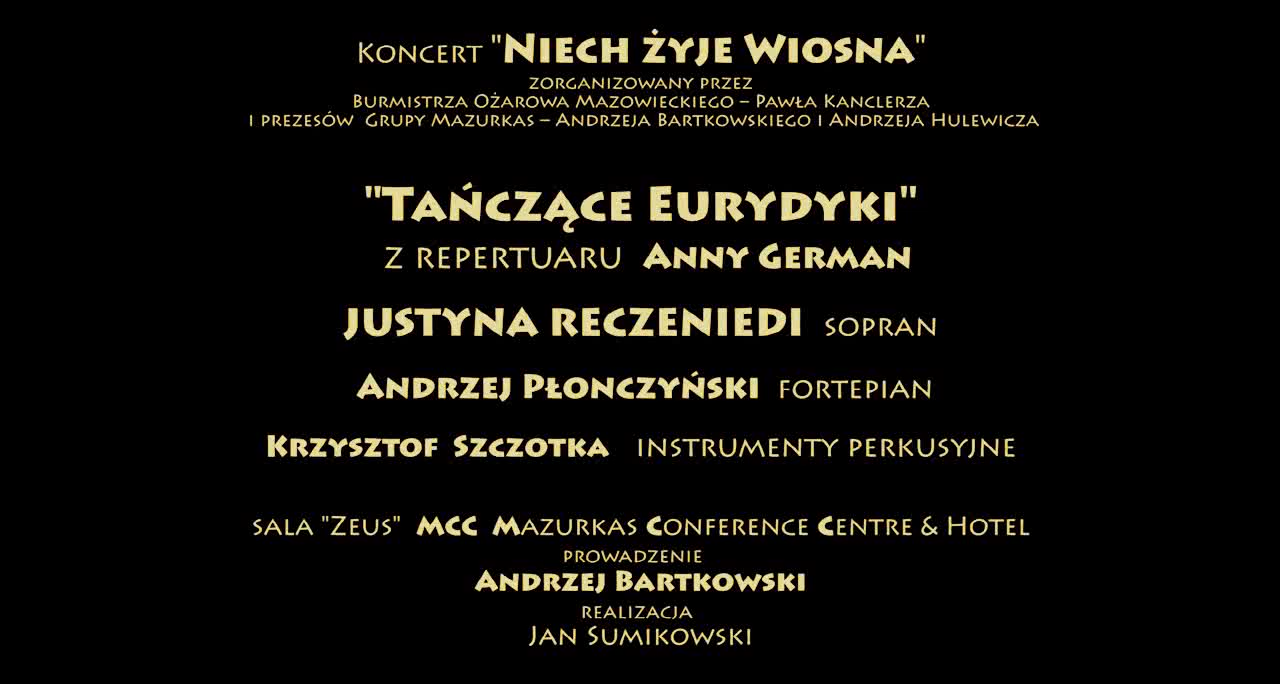 Koncert "Niech żyje Wiosna"
zorganizowany przez
Burmistrza Ożarowa Mazowieckiego – Pawła Kanclerza
i prezesów Grupy Mazurkas – Andrzeja Bartkowskiego i Andrzeja Hulewicza
"Tańczące Eurydyki"
z repertuaru Anny German
JUSTYNA RECZENIEDI sopran
Andrzej Płonczyński fortepian
Krzysztof Szczotka instrumenty perkusyjne
sala "Zeus" MCC Mazurkas Conference Centre & Hotel
prowadzenie
Andrzej Bartkowski
realizacja
Jan Sumikowski